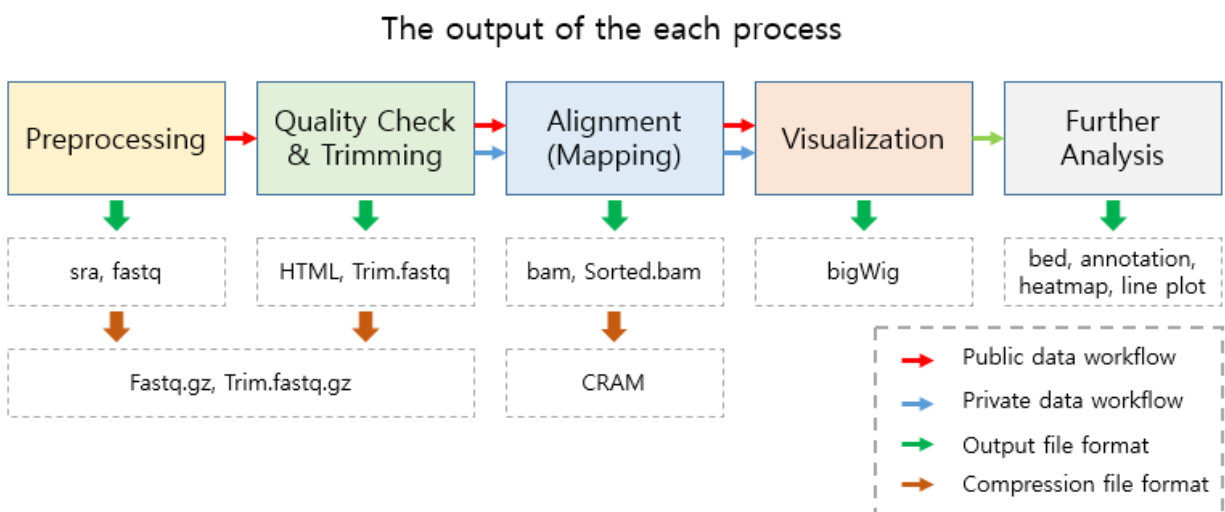 The output of the each process
Preprocessing
Quality Check
& Trimming
Alignment
(Mapping)
Visualization
Further
Analysis
sra, fastq
HTML, Trim.fastq
bam, Sorted.bam
bigWig
bed, annotation,
heatmap, line plot
Fastq.gz, Trim.fastq.gz
CRAM
Public data workflow
Private data workflow
Output file format
Compression file format